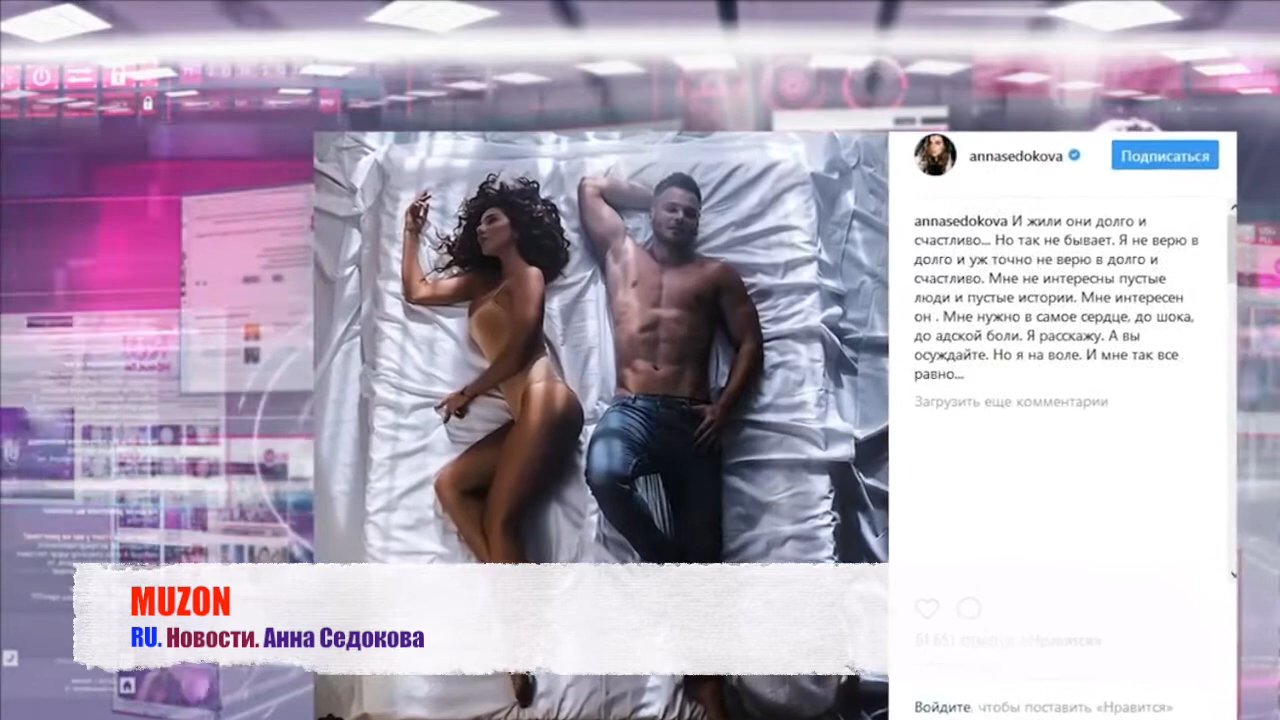 annasedokova
Подписаться
annasedokova И жили они долго и
счастливо... Но так не бывает. Я не верю в
долго и уж точно не верю в долго и
счастливо. Мне не интересны пустые
люди и пустые истории. Мне интересен
он . Мне нужно в самое сердце, до шока,
до адской боли. Я расскажу. А вы
осуждайте. Но я на воле. И мне так все
равно...
Загрузить еще комментарии
MUZON
RU. Новости. Анна Седокова
«Нравится»
Войдите, чтобы поставить «Нравится»